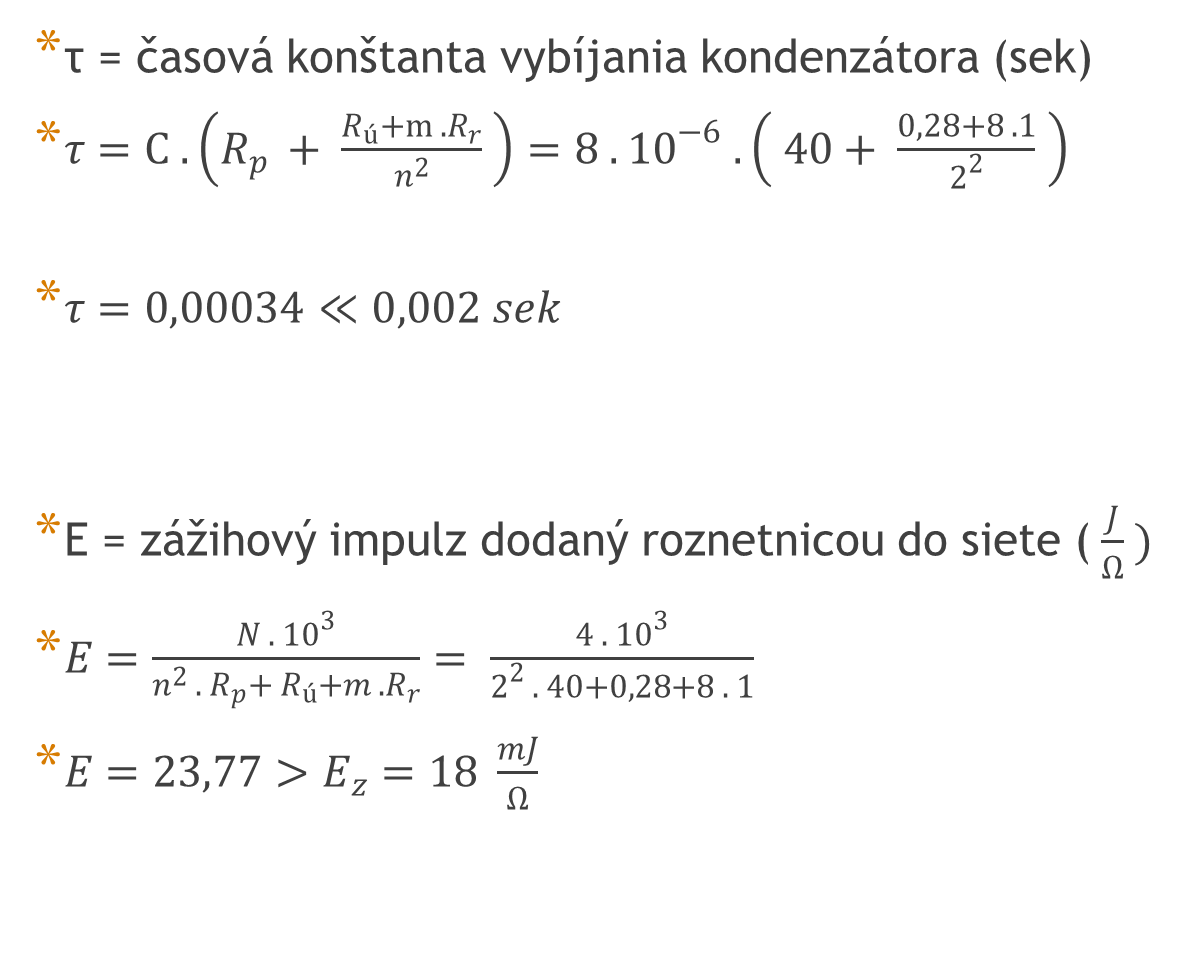 *τ = časová konštanta vybíjania kondenzátora (sek)
*τ = C . (R_p + (R_ú+m .R_r)/n²) = 8 . 10⁻⁶ . ( 40 + (0,28+8 .1)/2² )
*τ = 0,00034 ≪ 0,002 sek
*E = zážihový impulz dodaný roznetnicou do siete ( J/Ω )
*E = (N . 10³)/(n² . R_p+ R_ú+m .R_r) = (4 . 10³)/(2² . 40+0,28+8 . 1)
*E = 23,77 > E_z = 18 mJ/Ω